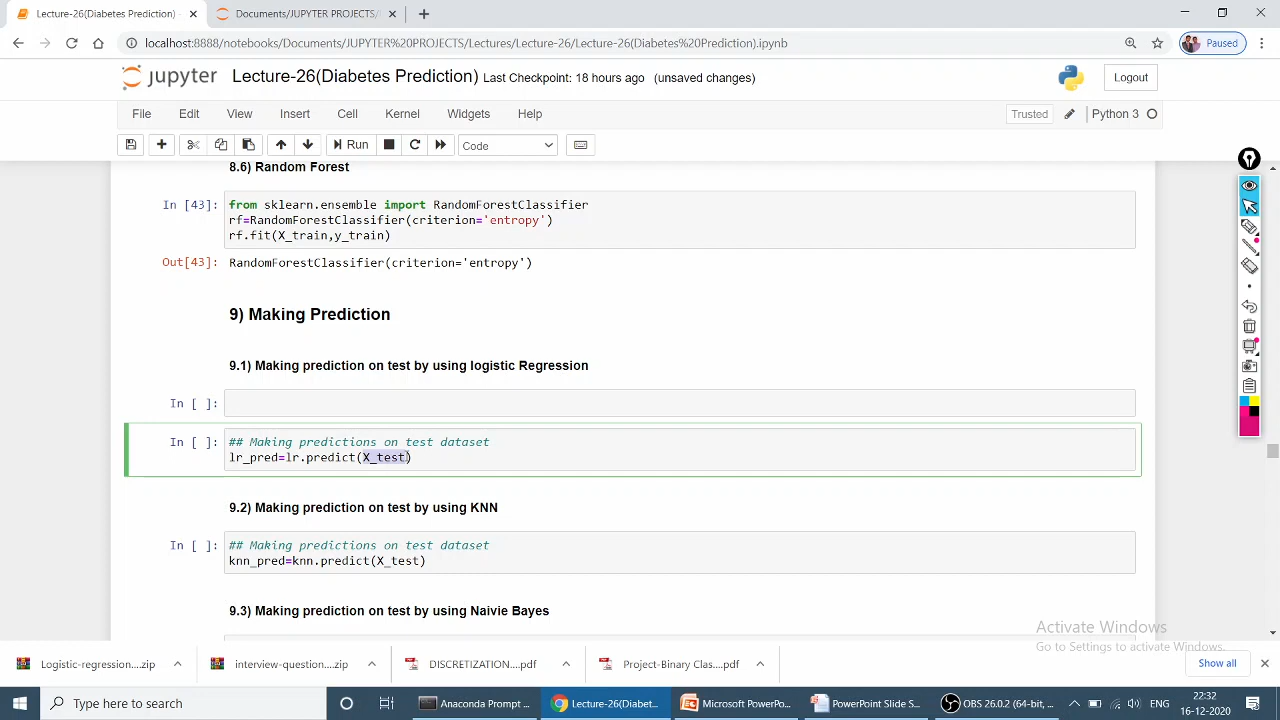 Lecture-26(Diabetes Prediction)
Documents/JUPYTER PROJECTS/
localhost:8888/notebooks/Documents/JUPYTER%20PROJECTS/Lectures/Lecture-26/Lecture-26(Diabetes%20Prediction).ipynb
Paused
jupyter Lecture-26(Diabetes Prediction) Last Checkpoint: 18 hours ago (unsaved changes)
Logout
File Edit View Insert Cell Kernel Widgets Help
Trusted Python 3
Run Code
8.6) Random Forest
In [43]: from sklearn.ensemble import RandomForestClassifier
rf=RandomForestClassifier(criterion='entropy')
rf.fit(X_train,y_train)
Out[43]: RandomForestClassifier(criterion='entropy')
9) Making Prediction
9.1) Making prediction on test by using logistic Regression
In [ ]:
In [ ]: ## Making predictions on test dataset
lr_pred=lr.predict(X_test)
9.2) Making prediction on test by using KNN
In [ ]: ## Making predictions on test dataset
knn_pred=knn.predict(X_test)
9.3) Making prediction on test by using Naivie Bayes
Activate Windows
Go to Settings to activate Windows.
Logistic-regression....zip
interview-question....zip
DISCRETIZATION....pdf
Project-Binary Clas....pdf
Show all
Type here to search
Anaconda Prompt ...
Lecture-26(Diabet...
Microsoft PowerPo...
PowerPoint Slide S...
OBS 26.0.2 (64-bit, ...
ENG
22:32
16-12-2020